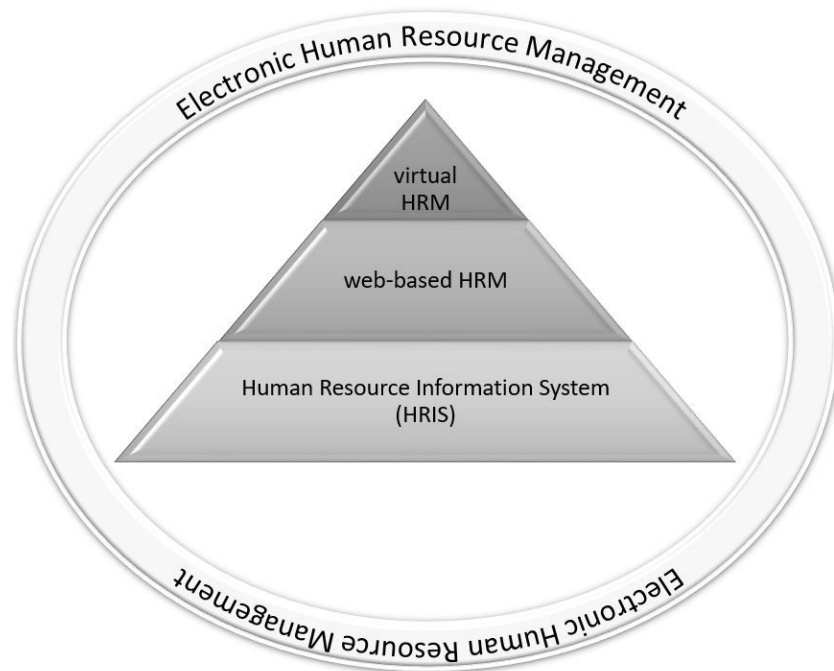 Electronic Human Resource Management
virtual
HRM
web-based HRM
Human Resource Information System
(HRIS)
Electronic Human Resource Management